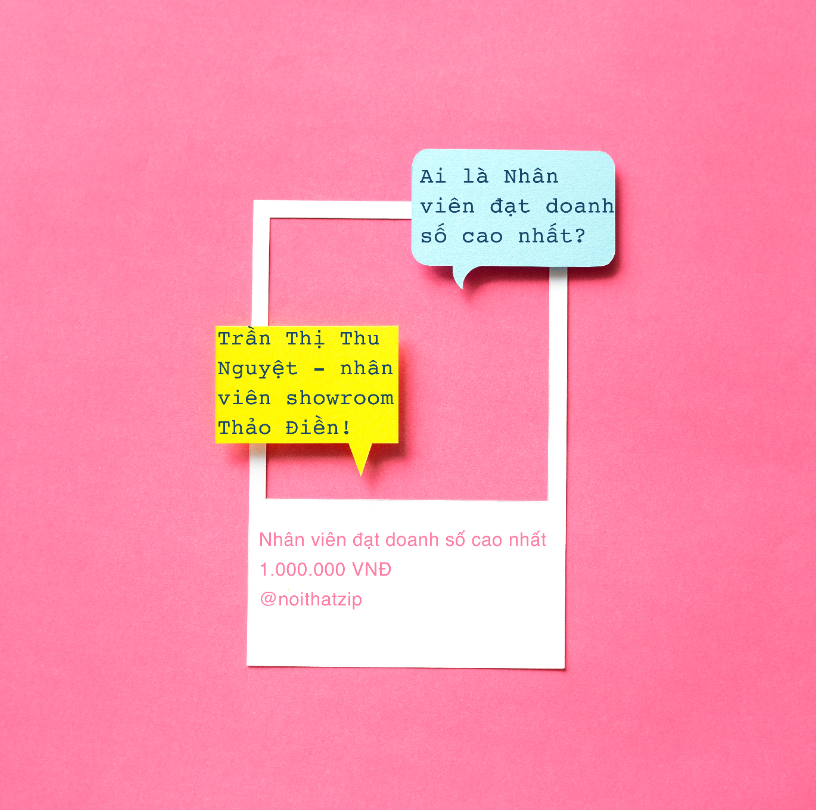 Ai là Nhân
viên đạt doanh
số cao nhất?
Trần Thị Thu
Nguyệt - nhân
viên showroom
Thảo Điền!
Nhân viên đạt doanh số cao nhất
1.000.000 VNĐ
@noithatzip